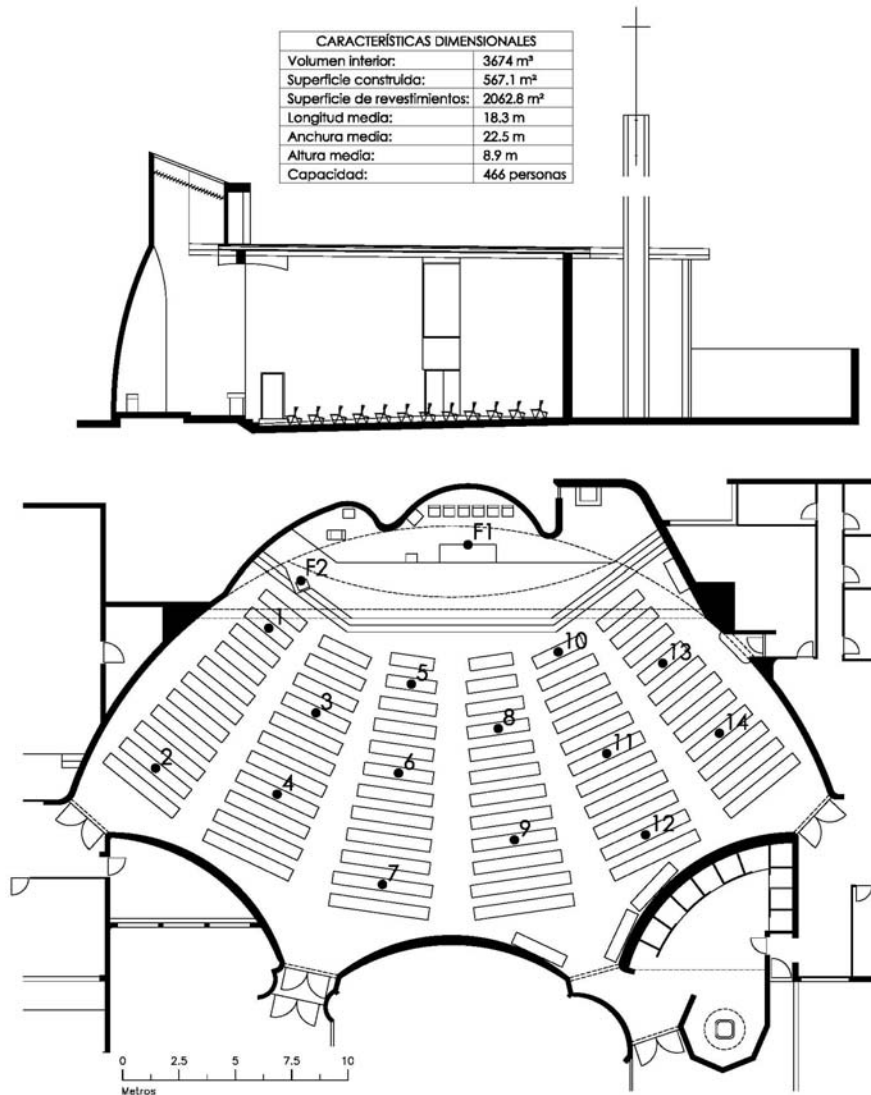 CARACTERÍSTICAS DIMENSIONALES
Volumen interior: 3674 m³
Superficie construida: 567.1 m²
Superficie de revestimientos: 2062.8 m²
Longitud media: 18.3 m
Anchura media: 22.5 m
Altura media: 8.9 m
Capacidad: 466 personas
F1
F2
1
10
13
5
3
8
14
11
2
6
4
12
9
7
0 2.5 5 7.5 10
Metros